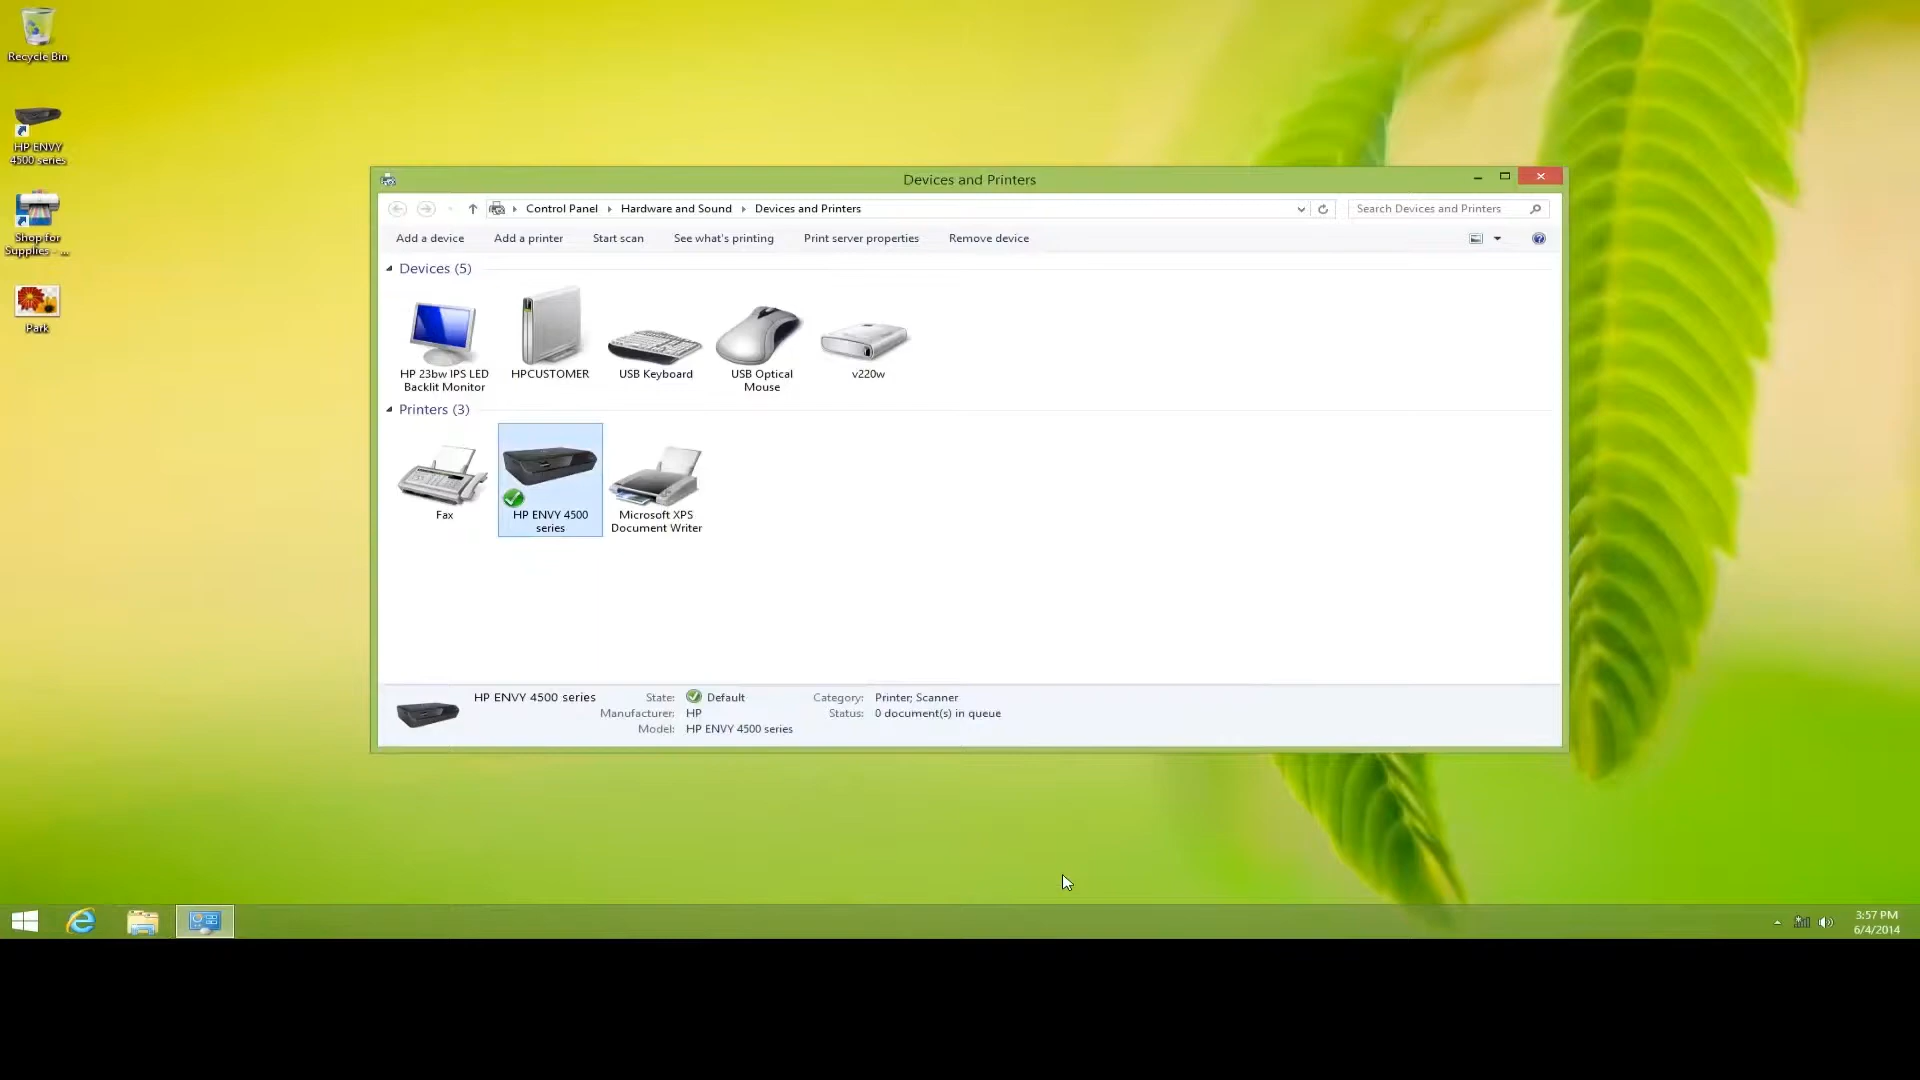 Recycle Bin
HP ENVY
4500 series
Shop for
Supplies - ...
Park
Devices and Printers
Control Panel
Hardware and Sound
Devices and Printers
Search Devices and Printers
Add a device
Add a printer
Start scan
See what's printing
Print server properties
Remove device
Devices (5)
HP 23bw IPS LED
Backlit Monitor
HPCUSTOMER
USB Keyboard
USB Optical
Mouse
v220w
Printers (3)
Fax
HP ENVY 4500
series
Microsoft XPS
Document Writer
HP ENVY 4500 series
State: Default
Category: Printer; Scanner
Manufacturer: HP
Status: 0 document(s) in queue
Model: HP ENVY 4500 series
3:57 PM
6/4/2014